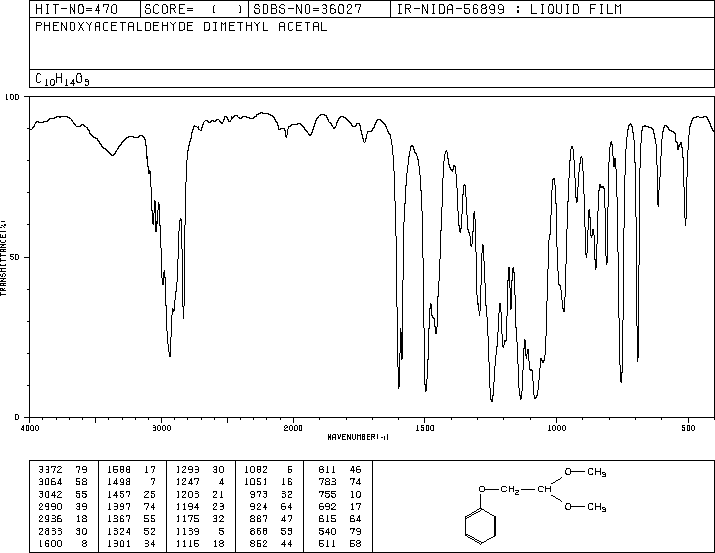 HIT-NO=470 SCORE= ( ) SDBS-NO=36027 IR-NIDA-56899 : LIQUID FILM
PHENOXYACETALDEHYDE DIMETHYL ACETAL
C10H14O3
100
50
0
TRANSMITTANCE(%)
4000 3000 2000 1500 1000 500
WAVENUMBER(-1)
3372 79 1588 17 1293 30 1082 6 811 46
3064 58 1498 7 1247 4 1051 16 783 74
3042 55 1457 25 1203 21 973 32 755 10
2990 39 1397 74 1194 23 924 64 692 17
2936 18 1367 55 1175 32 887 47 615 64
2833 30 1324 52 1139 5 868 53 540 79
1600 8 1301 34 1116 18 852 44 511 58
O—CH3
O—CH2—CH
O—CH3